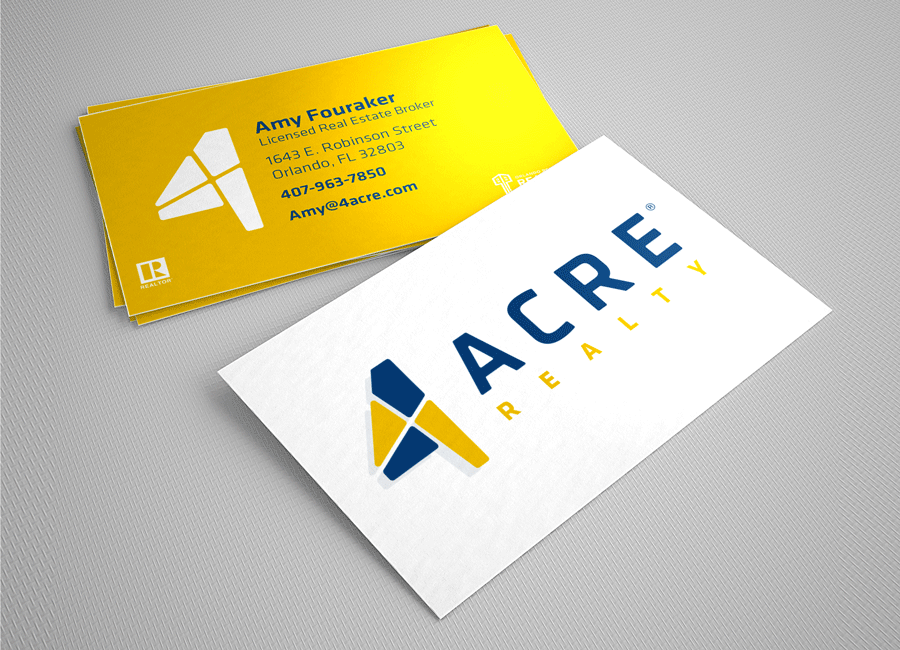 Amy Fouraker
Licensed Real Estate Broker
1643 E. Robinson Street
Orlando, FL 32803
407-963-7850
Amy@4acre.com
REALTOR
4 ACRE®
REALTY